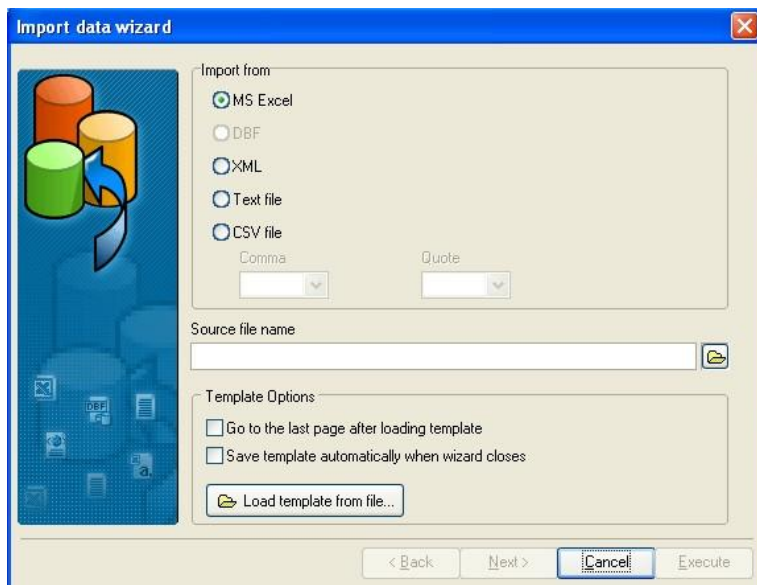 Import data wizard
Import from
MS Excel
DBF
XML
Text file
CSV file
Comma Quote
Source file name
DBF
a.
Template Options
Go to the last page after loading template
Save template automatically when wizard closes
Load template from file...
< Back Next > Cancel Execute